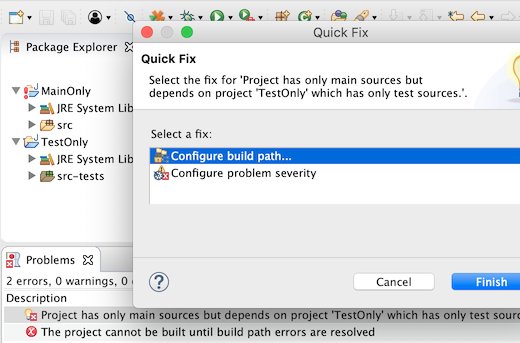 Quick Fix
Package Explorer
Quick Fix
Select the fix for 'Project has only main sources but
depends on project 'TestOnly' which has only test sources.'.
MainOnly
JRE System Lib
src
TestOnly
JRE System Lib
src-tests
Select a fix:
Configure build path...
Configure problem severity
Problems
2 errors, 0 warnings, 0
Description
Cancel
Finish
Project has only main sources but depends on project 'TestOnly' which has only test sourc
The project cannot be built until build path errors are resolved